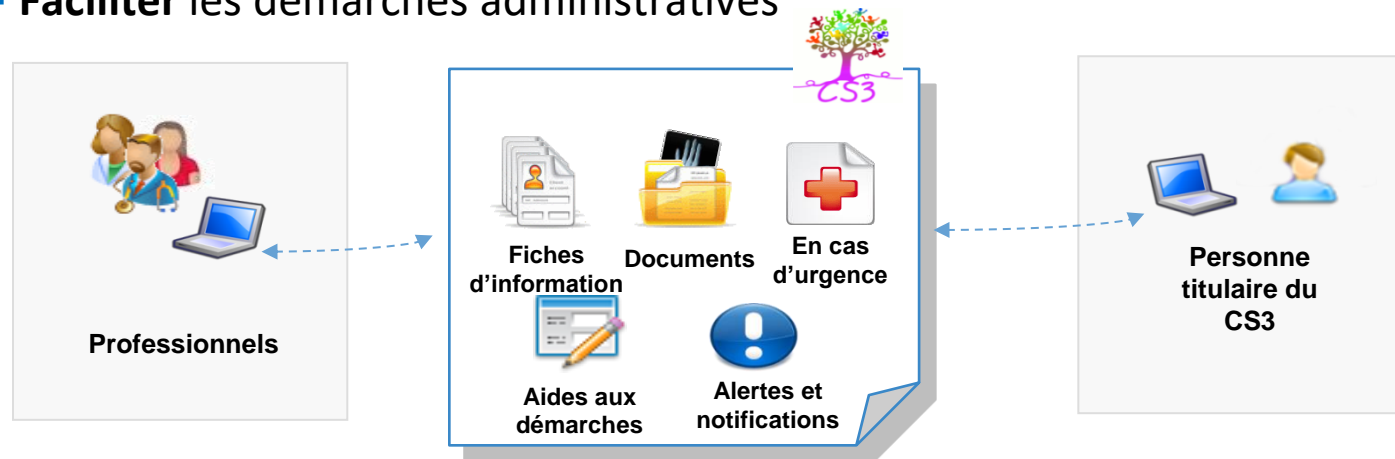 Faciliter les démarches administratives
CS3
Fiches
d'information
Documents
En cas
d'urgence
Professionnels
Personne
titulaire du
CS3
Aides aux
démarches
Alertes et
notifications